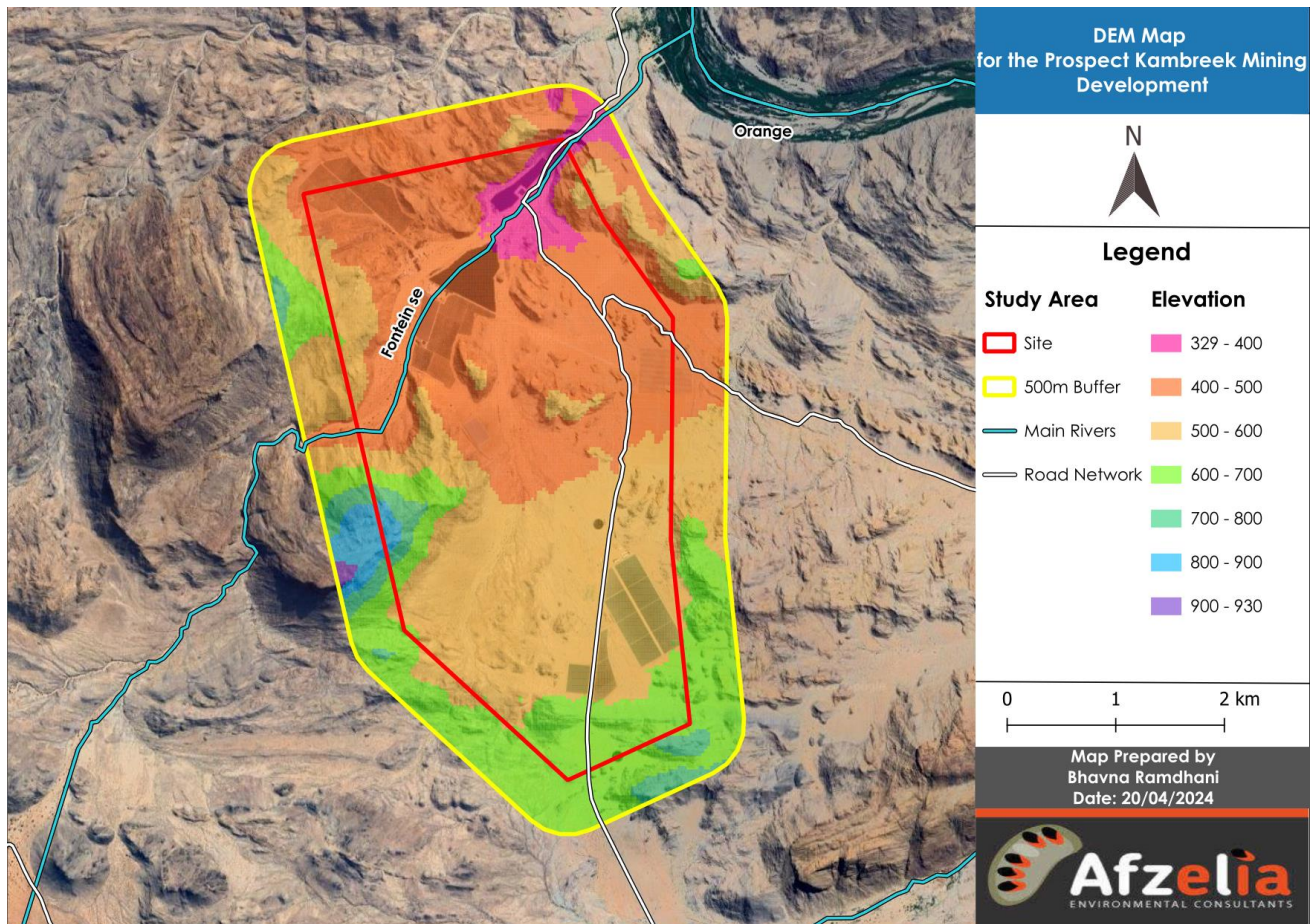 DEM Map
for the Prospect Kambreek Mining
Development
N
Legend
Study Area
Site
500m Buffer
Main Rivers
Road Network
Elevation
329 - 400
400 - 500
500 - 600
600 - 700
700 - 800
800 - 900
900 - 930
0 1 2 km
Map Prepared by
Bhavna Ramdhani
Date: 20/04/2024
Afzelia
ENVIRONMENTAL CONSULTANTS
Orange
Fontein se